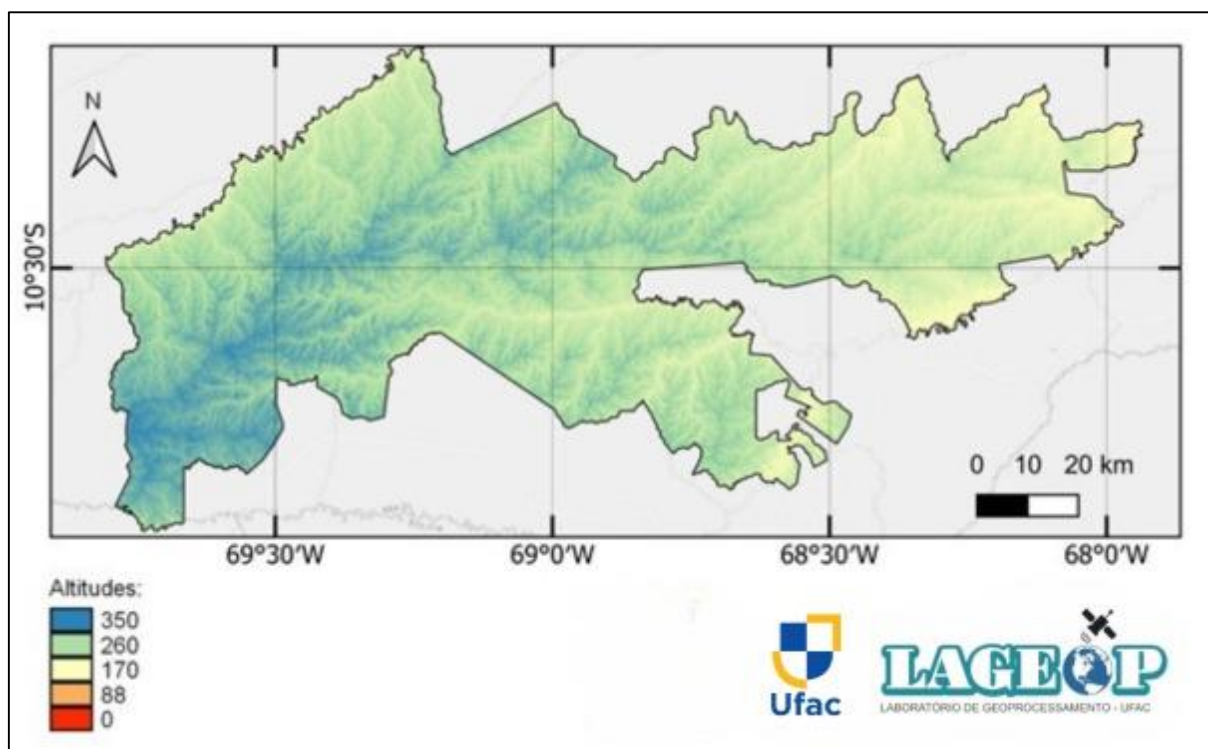 N
10°30′S
0 10 20 km
69°30′W 69°0′W 68°30′W 68°0′W
Altitudes:
350
260
170
88
0
Ufac
LAGEOP
LABORATÓRIO DE GEOPROCESSAMENTO - UFAC